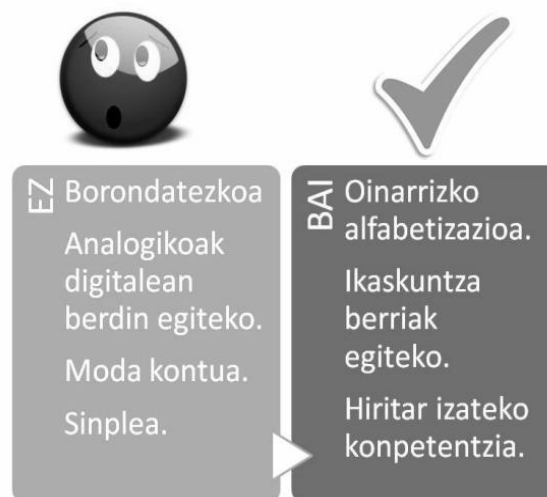 EZ
Borondatezkoa
Analogikoak
digitalean
berdin egiteko.
Moda kontua.
Sinplea.
BAI
Oinarrizko
alfabetizazioa.
Ikaskuntza
berriak
egiteko.
Hiritar izateko
konpetentzia.